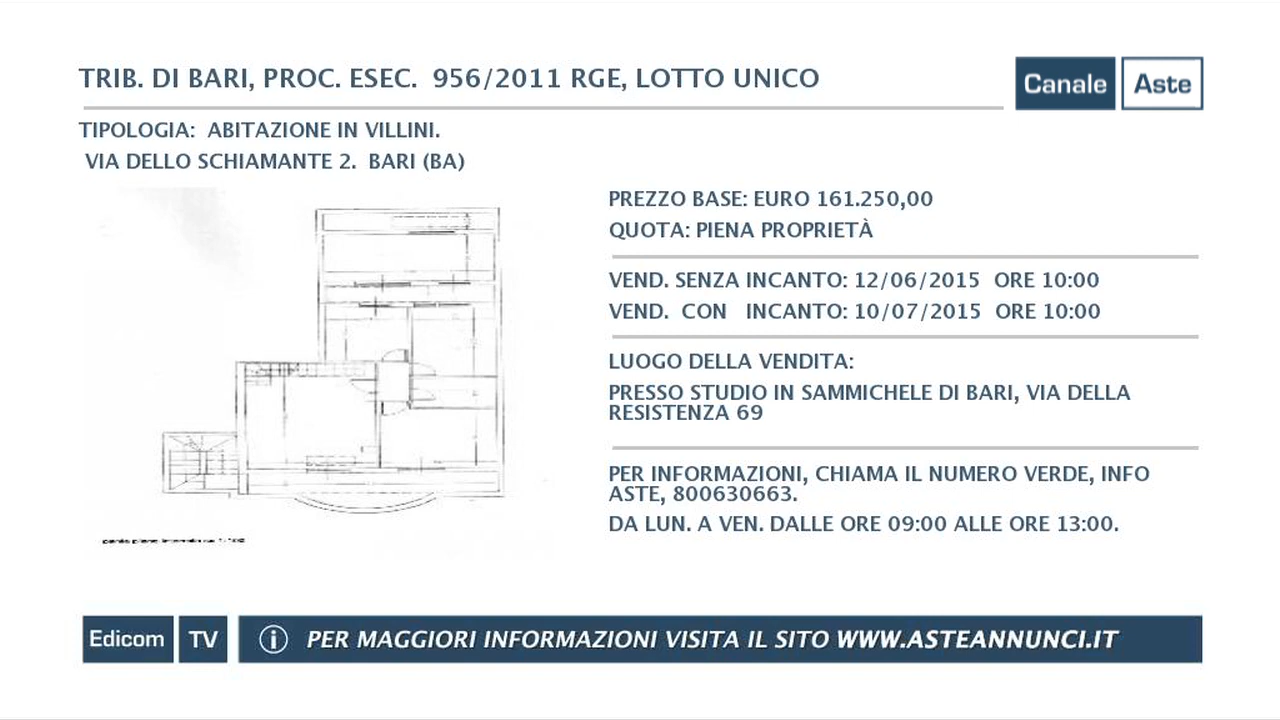 TRIB. DI BARI, PROC. ESEC. 956/2011 RGE, LOTTO UNICO
Canale Aste
TIPOLOGIA: ABITAZIONE IN VILLINI.
VIA DELLO SCHIAMANTE 2. BARI (BA)
PREZZO BASE: EURO 161.250,00
QUOTA: PIENA PROPRIETÀ
VEND. SENZA INCANTO: 12/06/2015 ORE 10:00
VEND. CON INCANTO: 10/07/2015 ORE 10:00
LUOGO DELLA VENDITA:
PRESSO STUDIO IN SAMMICHELE DI BARI, VIA DELLA
RESISTENZA 69
PER INFORMAZIONI, CHIAMA IL NUMERO VERDE, INFO
ASTE, 800630663.
DA LUN. A VEN. DALLE ORE 09:00 ALLE ORE 13:00.
Edicom TV
PER MAGGIORI INFORMAZIONI VISITA IL SITO WWW.ASTEANNUNCI.IT